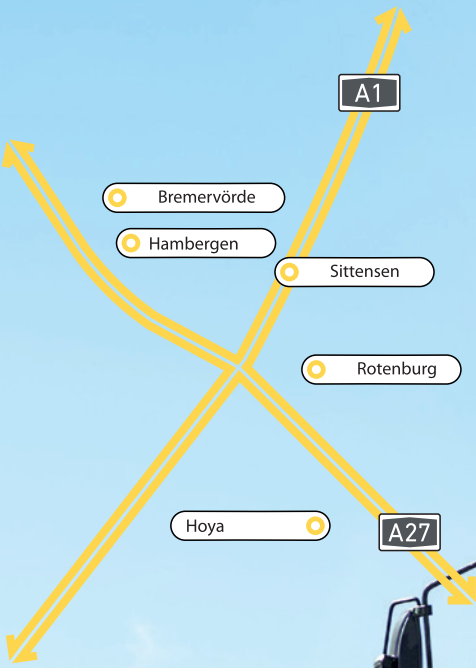 A1
Bremervörde
Hambergen
Sittensen
Rotenburg
Hoya
A27